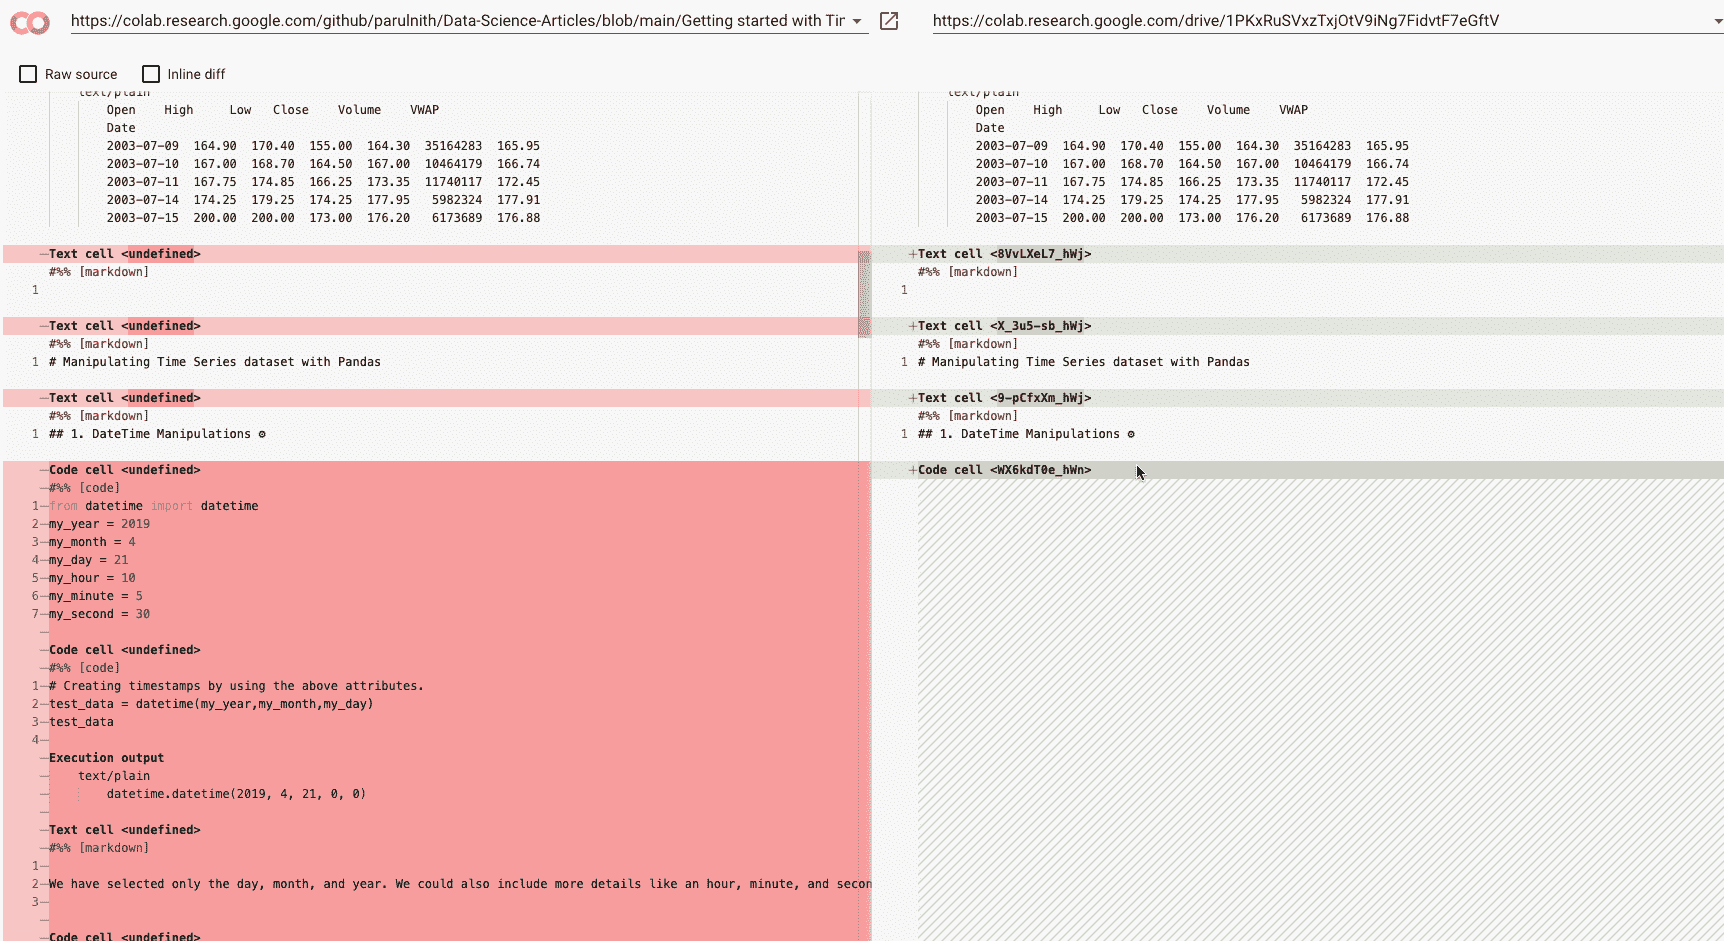 https://colab.research.google.com/github/parulnith/Data-Science-Articles/blob/main/Getting started with Tir
https://colab.research.google.com/drive/1PKxRuSVxzTxjOtV9iNg7FidvtF7eGftV
Raw source
Inline diff
text/plain
Open High Low Close Volume VWAP
Date
2003-07-09 164.90 170.40 155.00 164.30 35164283 165.95
2003-07-10 167.00 168.70 164.50 167.00 10464179 166.74
2003-07-11 167.75 174.85 166.25 173.35 11740117 172.45
2003-07-14 174.25 179.25 174.25 177.95 5982324 177.91
2003-07-15 200.00 200.00 173.00 176.20 6173689 176.88
—Text cell <undefined>
#%% [markdown]
1
—Text cell <undefined>
#%% [markdown]
1 # Manipulating Time Series dataset with Pandas
—Text cell <undefined>
#%% [markdown]
1 ## 1. DateTime Manipulations ⚙
—Code cell <undefined>
—#%% [code]
1—from datetime import datetime
2—my_year = 2019
3—my_month = 4
4—my_day = 21
5—my_hour = 10
6—my_minute = 5
7—my_second = 30
—
—Code cell <undefined>
—#%% [code]
1—# Creating timestamps by using the above attributes.
2—test_data = datetime(my_year,my_month,my_day)
3—test_data
4—
—Execution output
— text/plain
— datetime.datetime(2019, 4, 21, 0, 0)
—
—Text cell <undefined>
—#%% [markdown]
1—
2—We have selected only the day, month, and year. We could also include more details like an hour, minute, and secon
3—
—
—Code cell <undefined>
text/plain
Open High Low Close Volume VWAP
Date
2003-07-09 164.90 170.40 155.00 164.30 35164283 165.95
2003-07-10 167.00 168.70 164.50 167.00 10464179 166.74
2003-07-11 167.75 174.85 166.25 173.35 11740117 172.45
2003-07-14 174.25 179.25 174.25 177.95 5982324 177.91
2003-07-15 200.00 200.00 173.00 176.20 6173689 176.88
+Text cell <8VvLXeL7_hWj>
#%% [markdown]
1
+Text cell <X_3u5-sb_hWj>
#%% [markdown]
1 # Manipulating Time Series dataset with Pandas
+Text cell <9-pCfxXm_hWj>
#%% [markdown]
1 ## 1. DateTime Manipulations ⚙
+Code cell <WX6kdT0e_hWn>